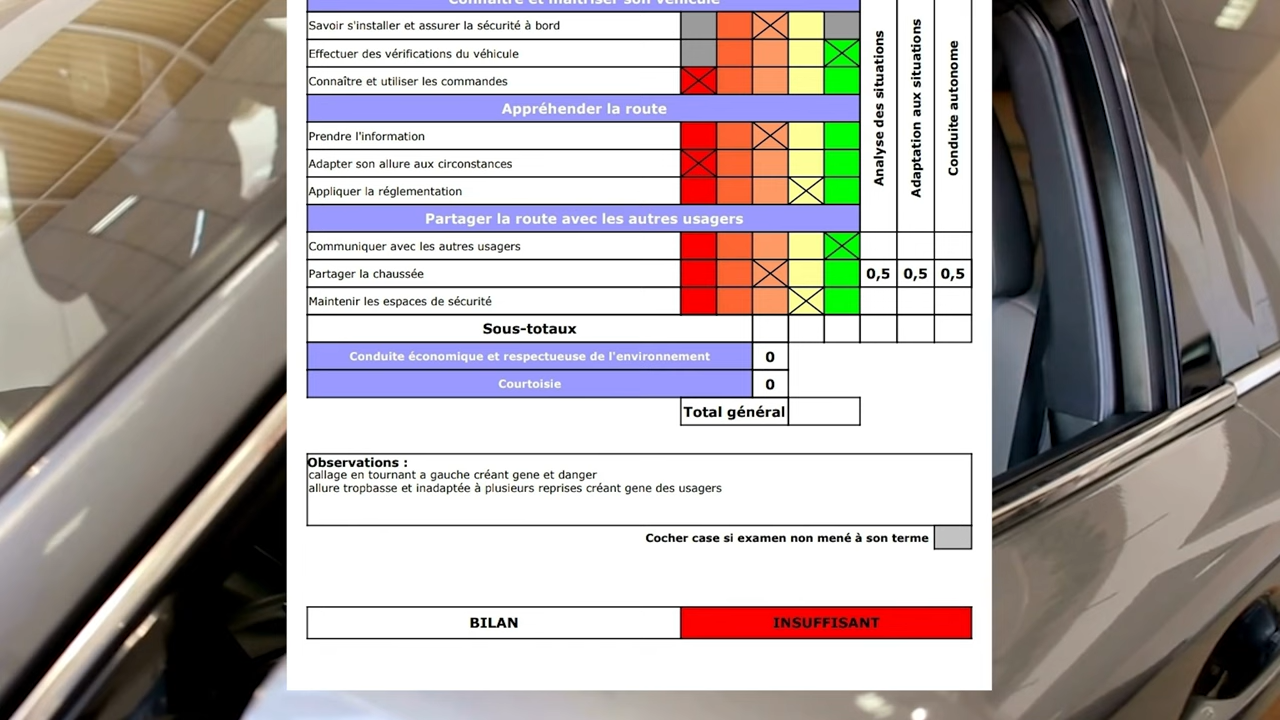 Connaître et maîtriser son véhicule
Savoir s'installer et assurer la sécurité à bord
Effectuer des vérifications du véhicule
Connaître et utiliser les commandes
Analyse des situations
Adaptation aux situations
Conduite autonome
Appréhender la route
Prendre l'information
Adapter son allure aux circonstances
Appliquer la réglementation
Partager la route avec les autres usagers
Communiquer avec les autres usagers
Partager la chaussée 0,5 0,5 0,5
Maintenir les espaces de sécurité
Sous-totaux
Conduite économique et respectueuse de l'environnement 0
Courtoisie 0
Total général
Observations :
callage en tournant a gauche créant gene et danger
allure tropbasse et inadaptée à plusieurs reprises créant gene des usagers
Cocher case si examen non mené à son terme
BILAN INSUFFISANT